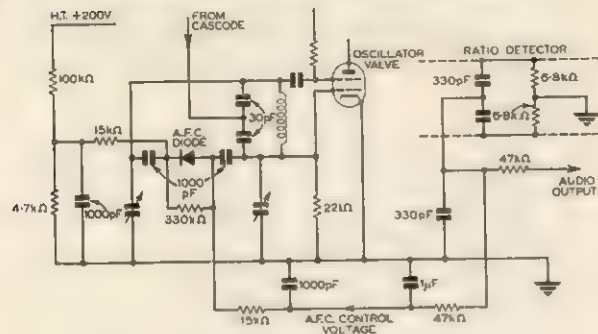 H.T. +200V
FROM
CASCODE
OSCILLATOR
VALVE
RATIO DETECTOR
100kΩ
330pF
6·8kΩ
30pF
15kΩ
A.F.C.
DIODE
6·8kΩ
47kΩ
AUDIO
OUTPUT
1000
pF
4·7kΩ
1000pF
330kΩ
22kΩ
330pF
1000pF
1μF
15kΩ
A.F.C. CONTROL
VOLTAGE
47kΩ